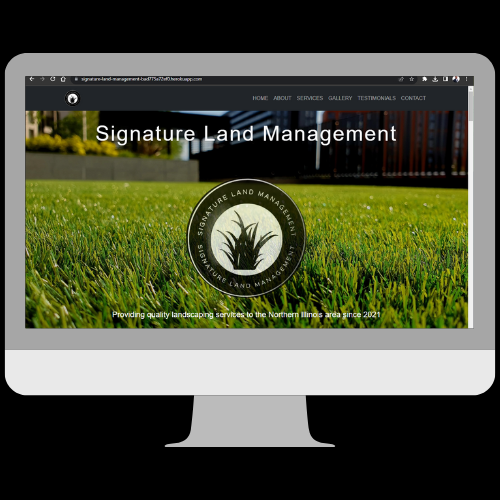 signature-land-management-bad775a72xf0.herokuapp.com
HOME ABOUT SERVICES GALLERY TESTIMONIALS CONTACT
Signature Land Management
SIGNATURE LAND MANAGEMENT
SIGNATURE LAND MANAGEMENT
Providing quality landscaping services to the Northern Illinois area since 2021